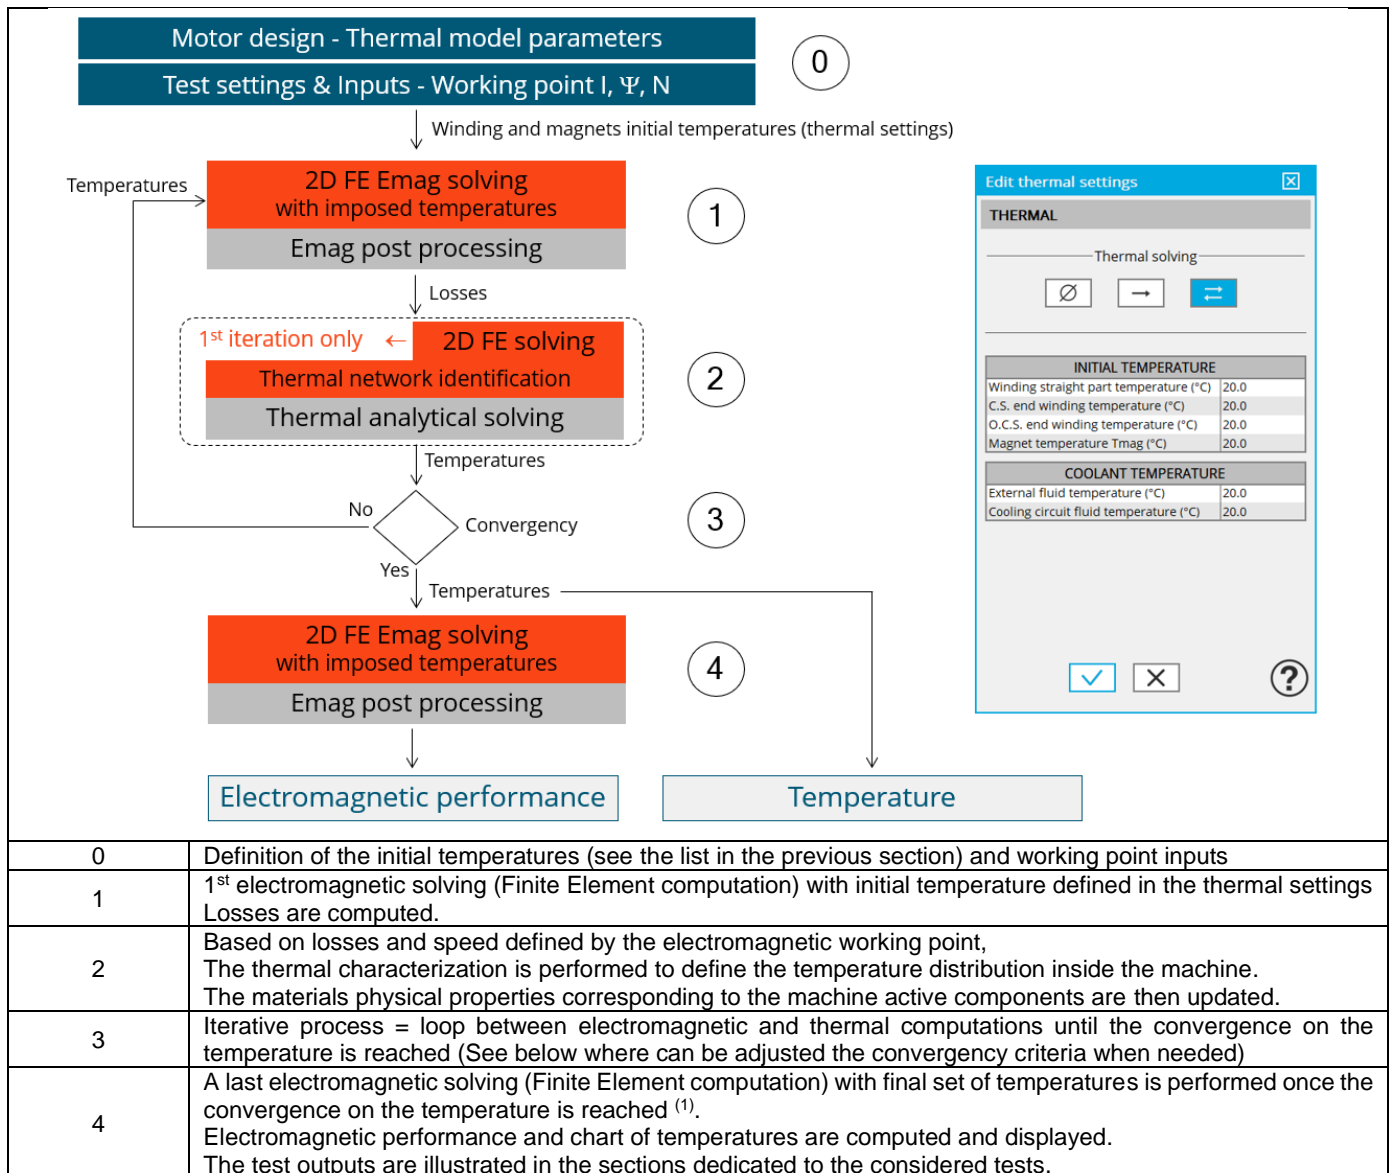 Motor design - Thermal model parameters
0
Test settings & Inputs - Working point I, Ψ, N
Winding and magnets initial temperatures (thermal settings)
Temperatures
2D FE Emag solving
with imposed temperatures
1
Emag post processing
Losses
1st iteration only ← 2D FE solving
Thermal network identification
2
Thermal analytical solving
Temperatures
No
Convergency
3
Yes
Temperatures
2D FE Emag solving
with imposed temperatures
4
Emag post processing
Electromagnetic performance
Temperature
Edit thermal settings
THERMAL
Thermal solving
INITIAL TEMPERATURE
Winding straight part temperature (°C) 20.0
C.S. end winding temperature (°C) 20.0
O.C.S. end winding temperature (°C) 20.0
Magnet temperature Tmag (°C) 20.0
COOLANT TEMPERATURE
External fluid temperature (°C) 20.0
Cooling circuit fluid temperature (°C) 20.0
?
0 Definition of the initial temperatures (see the list in the previous section) and working point inputs
1 1st electromagnetic solving (Finite Element computation) with initial temperature defined in the thermal settings
Losses are computed.
2 Based on losses and speed defined by the electromagnetic working point,
The thermal characterization is performed to define the temperature distribution inside the machine.
The materials physical properties corresponding to the machine active components are then updated.
3 Iterative process = loop between electromagnetic and thermal computations until the convergence on the
temperature is reached (See below where can be adjusted the convergency criteria when needed)
4 A last electromagnetic solving (Finite Element computation) with final set of temperatures is performed once the
convergence on the temperature is reached (1).
Electromagnetic performance and chart of temperatures are computed and displayed.
The test outputs are illustrated in the sections dedicated to the considered tests.